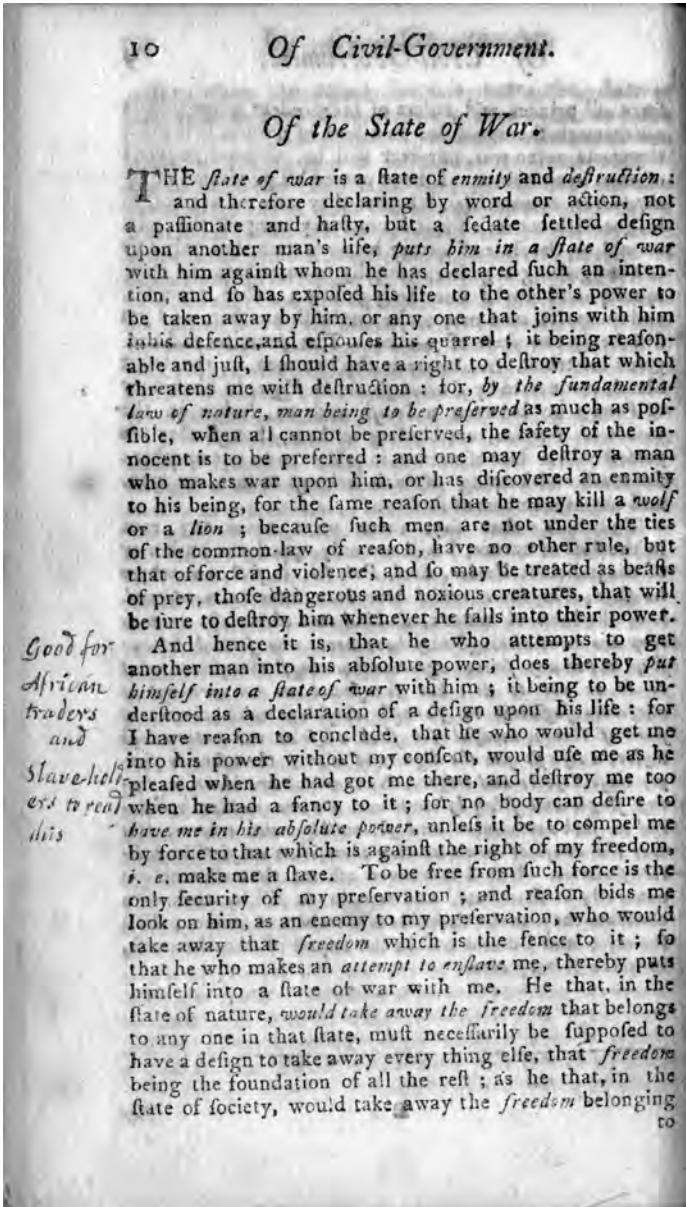 10 Of Civil-Government.
Of the State of War.
THE ſtate of war is a ſtate of enmity and deſtruction :
and therefore declaring by word or action, not
a paſſionate and haſty, but a ſedate ſettled deſign
upon another man's life, puts him in a ſtate of war
with him againſt whom he has declared ſuch an inten-
tion, and ſo has expoſed his life to the other's power to
be taken away by him, or any one that joins with him
in his defence, and eſpouſes his quarrel ; it being reaſon-
able and juſt, I ſhould have a right to deſtroy that which
threatens me with deſtruction : for, by the fundamental
law of nature, man being to be preſerved as much as poſ-
ſible, when all cannot be preſerved, the ſafety of the in-
nocent is to be preferred : and one may deſtroy a man
who makes war upon him, or has diſcovered an enmity
to his being, for the ſame reaſon that he may kill a wolf
or a lion ; becauſe ſuch men are not under the ties
of the common-law of reaſon, have no other rule, but
that of force and violence, and ſo may be treated as beaſts
of prey, thoſe dangerous and noxious creatures, that will
be ſure to deſtroy him whenever he falls into their power.
And hence it is, that he who attempts to get
another man into his abſolute power, does thereby put
himſelf into a ſtate of war with him ; it being to be un-
derſtood as a declaration of a deſign upon his life : for
I have reaſon to conclude, that he who would get me
into his power without my conſent, would uſe me as he
pleaſed when he had got me there, and deſtroy me too
when he had a fancy to it ; for no body can deſire to
have me in his abſolute power, unleſs it be to compel me
by force to that which is againſt the right of my freedom,
i. e. make me a ſlave. To be free from ſuch force is the
only ſecurity of my preſervation ; and reaſon bids me
look on him, as an enemy to my preſervation, who would
take away that freedom which is the fence to it ; ſo
that he who makes an attempt to enſlave me, thereby puts
himſelf into a ſtate of war with me. He that, in the
ſtate of nature, would take away the freedom that belongs
to any one in that ſtate, muſt neceſſarily be ſuppoſed to
have a deſign to take away every thing elſe, that freedom
being the foundation of all the reſt ; as he that, in the
ſtate of ſociety, would take away the freedom belonging
to
Good for
African
traders
and
Slavehold-
ers to read
this